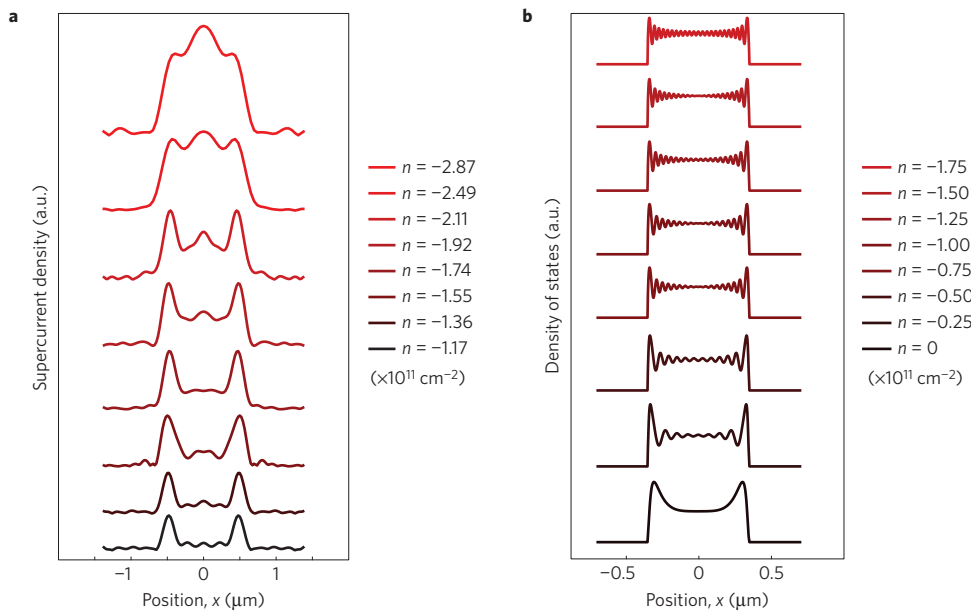 a
Supercurrent density (a.u.)
n = −2.87
n = −2.49
n = −2.11
n = −1.92
n = −1.74
n = −1.55
n = −1.36
n = −1.17
(×10¹¹ cm⁻²)
−1 0 1
Position, x (μm)
b
Density of states (a.u.)
n = −1.75
n = −1.50
n = −1.25
n = −1.00
n = −0.75
n = −0.50
n = −0.25
n = 0
(×10¹¹ cm⁻²)
−0.5 0 0.5
Position, x (μm)